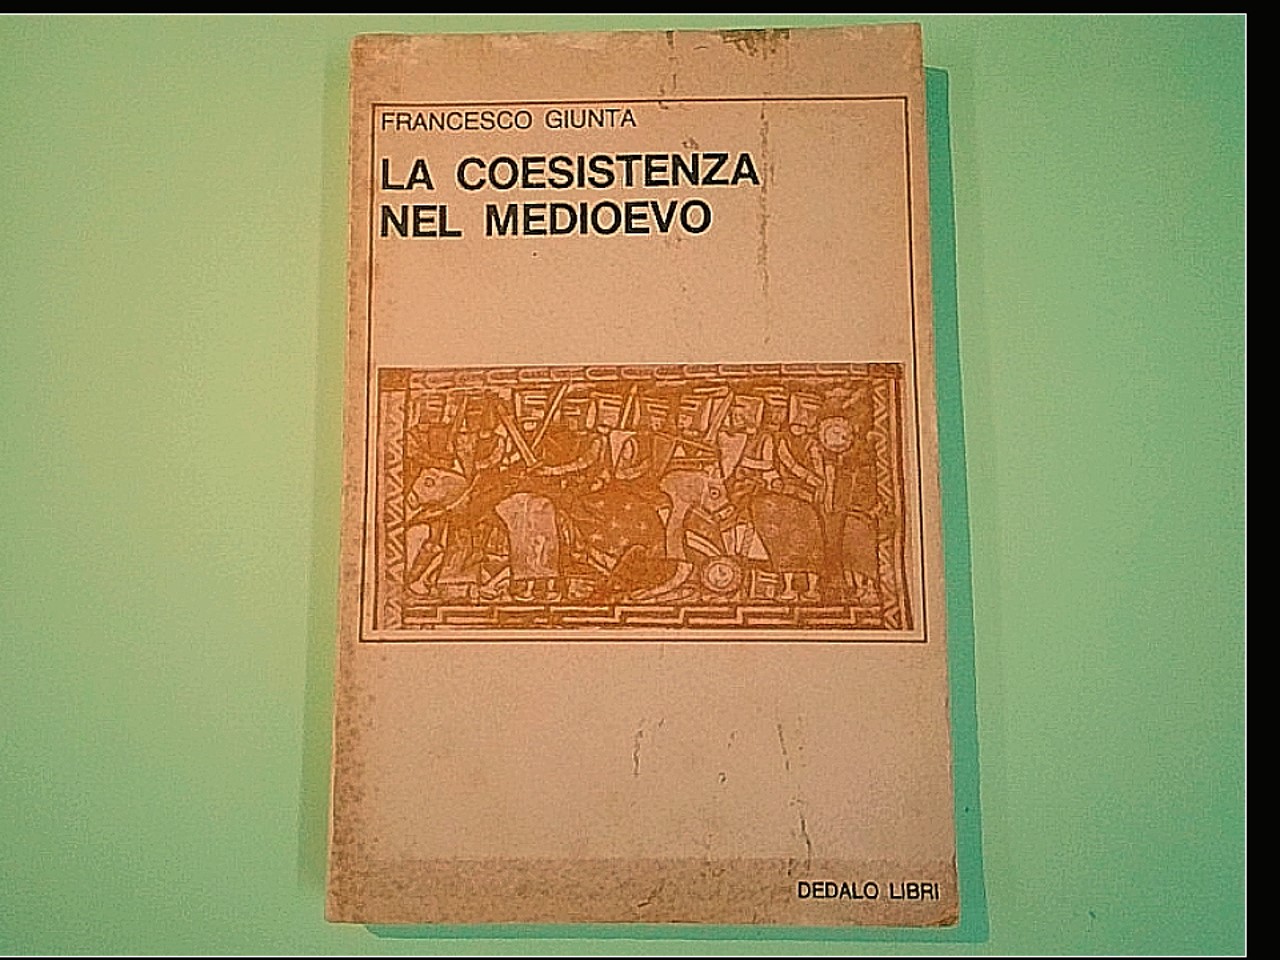 FRANCESCO GIUNTA
LA COESISTENZA
NEL MEDIOEVO
DEDALO LIBRI